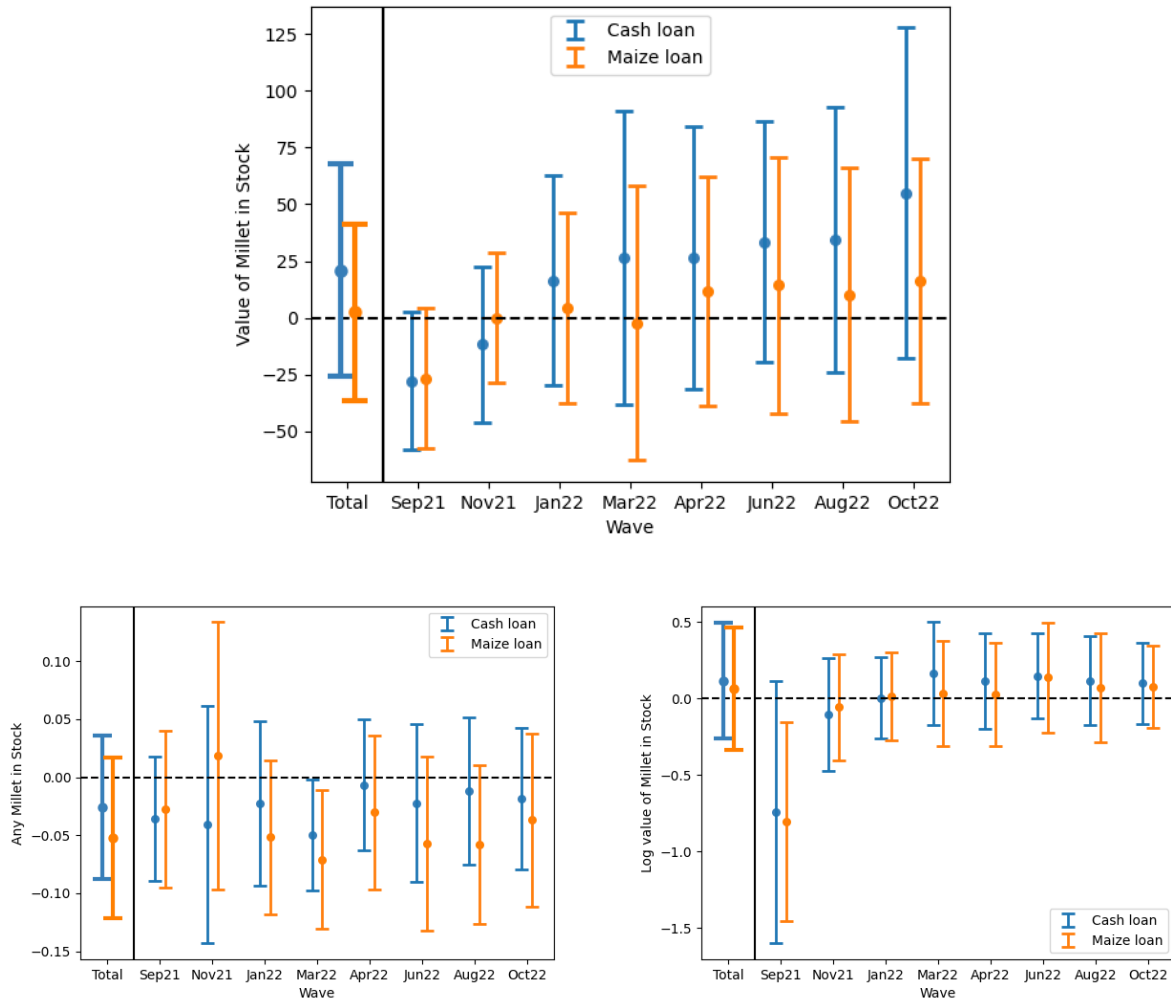 Value of Millet in Stock
125
100
75
50
25
0
−25
−50
Cash loan
Maize loan
Total Sep21 Nov21 Jan22 Mar22 Apr22 Jun22 Aug22 Oct22
Wave
Any Millet in Stock
0.10
0.05
0.00
−0.05
−0.10
−0.15
Cash loan
Maize loan
Total Sep21 Nov21 Jan22 Mar22 Apr22 Jun22 Aug22 Oct22
Wave
Log value of Millet in Stock
0.5
0.0
−0.5
−1.0
−1.5
Cash loan
Maize loan
Total Sep21 Nov21 Jan22 Mar22 Apr22 Jun22 Aug22 Oct22
Wave